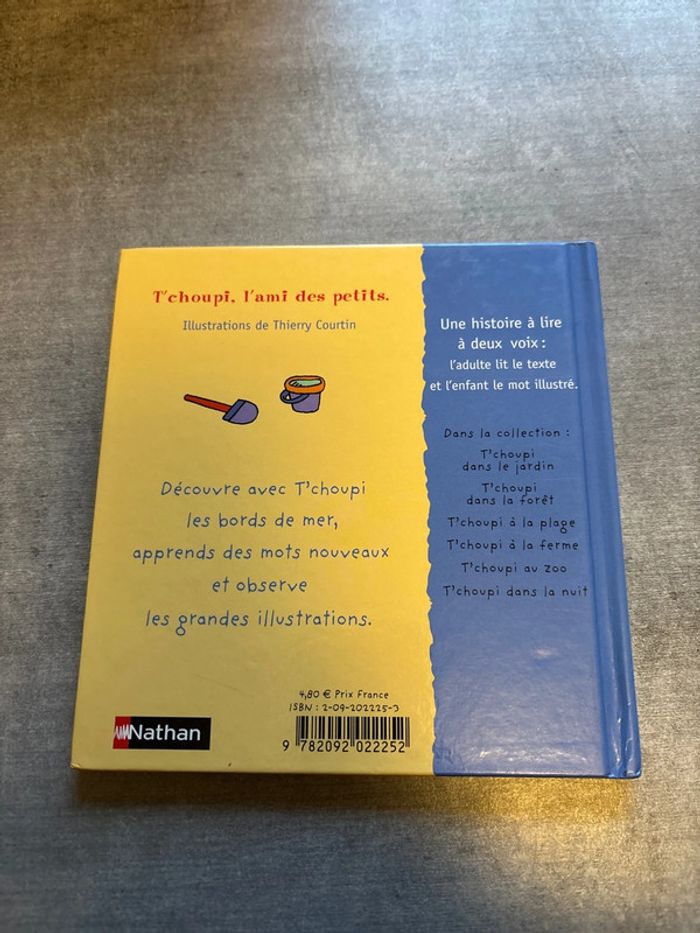 T'choupi, l'ami des petits.
Illustrations de Thierry Courtin
Découvre avec T'choupi
les bords de mer,
apprends des mots nouveaux
et observe
les grandes illustrations.
4,80 € Prix France
ISBN : 2-09-202225-3
9 782092 022252
Nathan
Une histoire à lire
à deux voix :
l'adulte lit le texte
et l'enfant le mot illustré.
Dans la collection :
T'choupi
dans le jardin
T'choupi
dans la forêt
T'choupi à la plage
T'choupi à la ferme
T'choupi au zoo
T'choupi dans la nuit